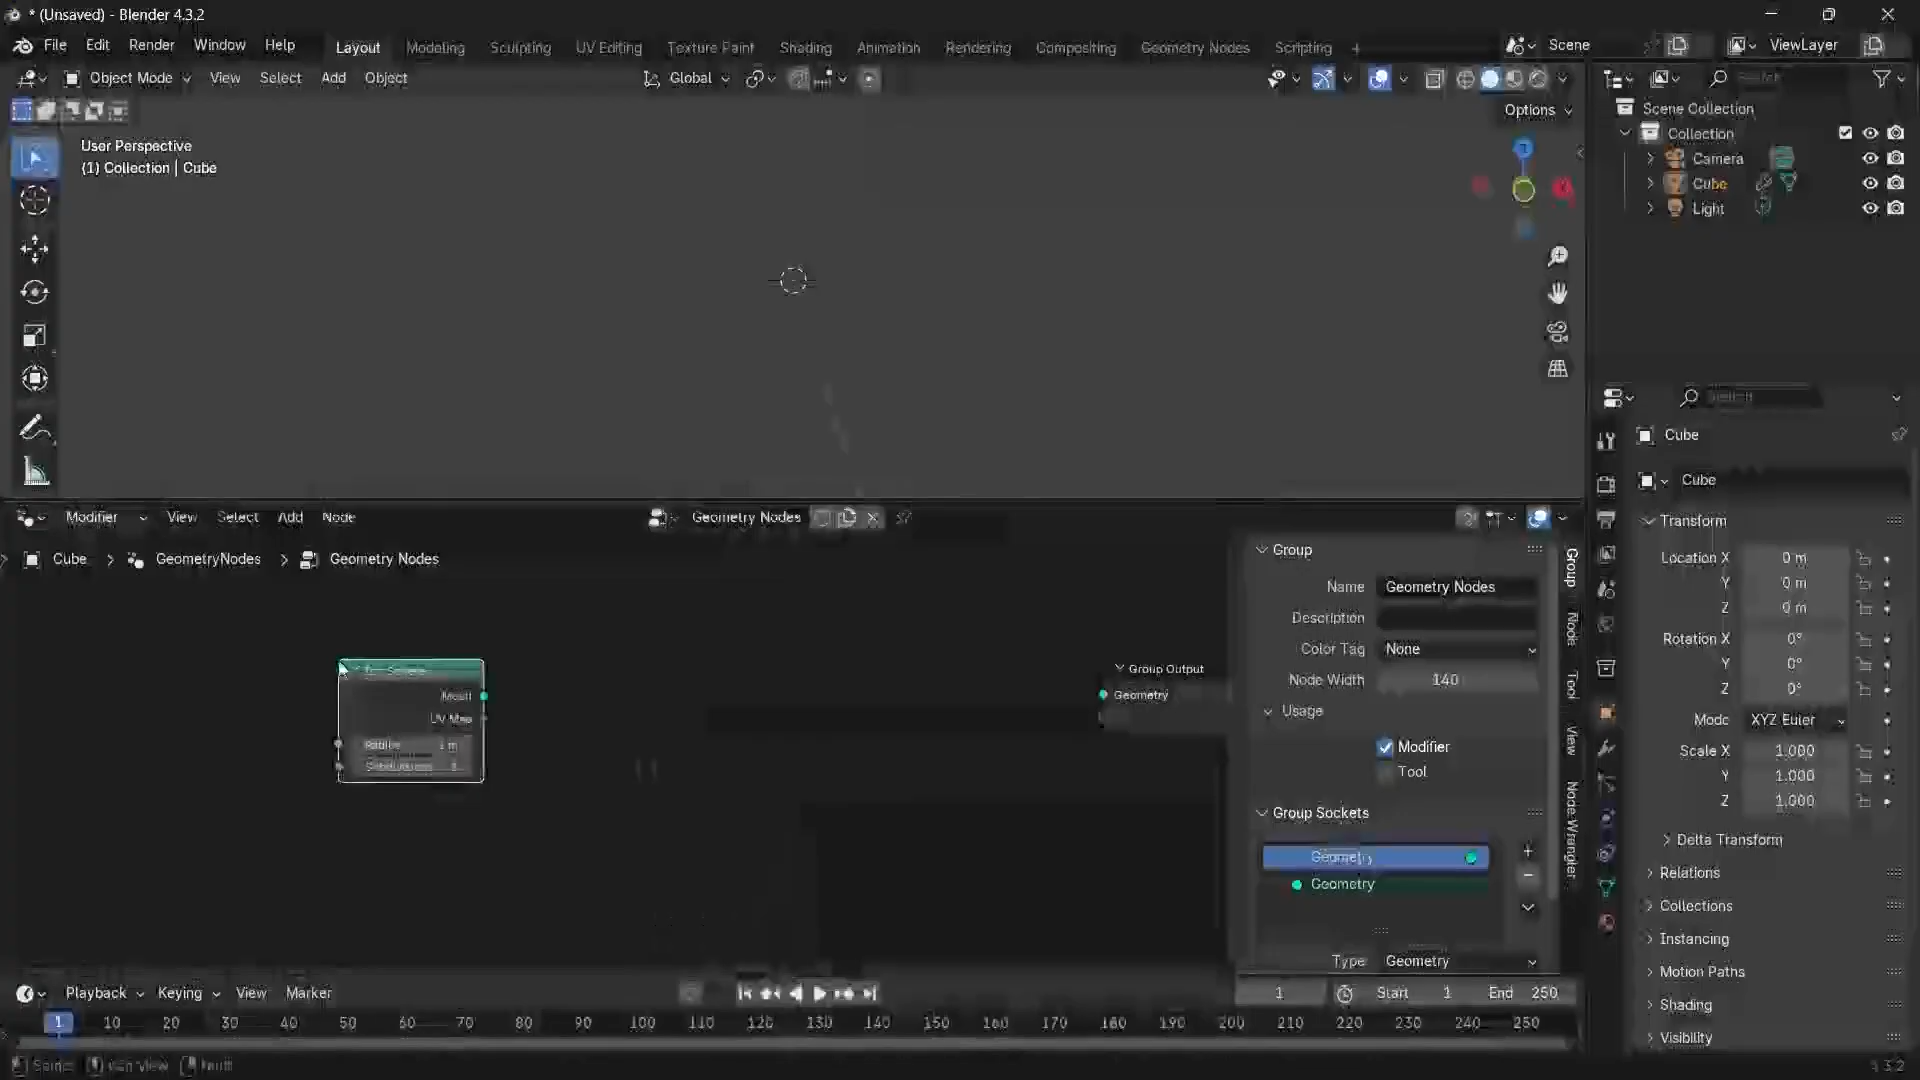 * (Unsaved) - Blender 4.3.2
File Edit Render Window Help Layout Modeling Sculpting UV Editing Texture Paint Shading Animation Rendering Compositing Geometry Nodes Scripting + Scene ViewLayer
Object Mode View Select Add Object Global
Options
User Perspective
(1) Collection | Cube
Scene Collection
Collection
Camera
Cube
Light
Modifier View Select Add Node Geometry Nodes
Cube > GeometryNodes > Geometry Nodes
Mesh
UV Map
Radius 1 m
Group Output
Geometry
Group
Name Geometry Nodes
Description
Color Tag None
Node Width 140
Usage
Modifier
Tool
Group Sockets
Geometry
Geometry
Type Geometry
Group
Node
Tool
View
Node Wrangler
Search
Cube
Cube
Transform
Location X 0 m
Y 0 m
Z 0 m
Rotation X 0°
Y 0°
Z 0°
Mode XYZ Euler
Scale X 1.000
Y 1.000
Z 1.000
Delta Transform
Relations
Collections
Instancing
Motion Paths
Shading
Visibility
Playback Keying View Marker 1 Start 1 End 250
1 10 20 30 40 50 60 70 80 90 100 110 120 130 140 150 160 170 180 190 200 210 220 230 240 250